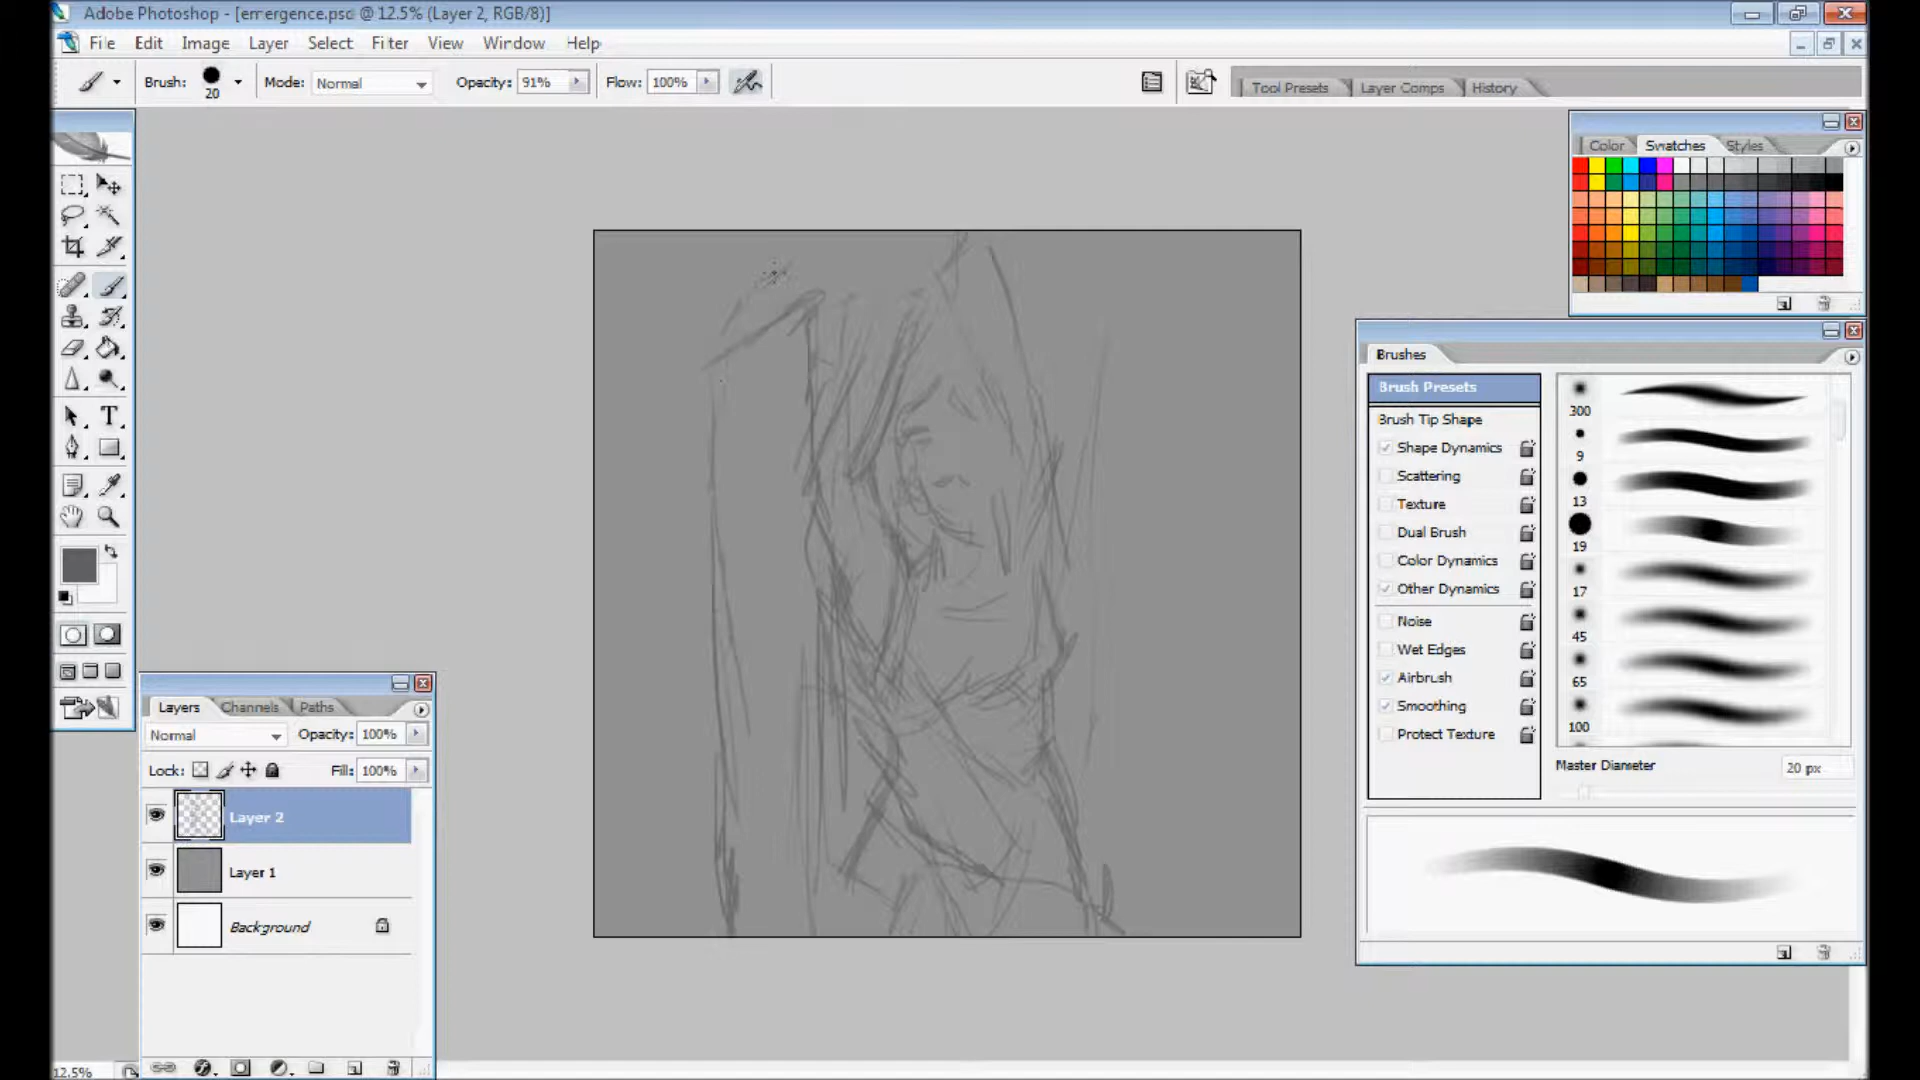 Adobe Photoshop - [emergence.psd @ 12.5% (Layer 2, RGB/8)]
File Edit Image Layer Select Filter View Window Help
Brush: 20 Mode: Normal Opacity: 91% Flow: 100% Tool Presets Layer Comps History
Color Swatches Styles
Brushes
Brush Presets
Brush Tip Shape
Shape Dynamics
Scattering
Texture
Dual Brush
Color Dynamics
Other Dynamics
Noise
Wet Edges
Airbrush
Smoothing
Protect Texture
300
9
13
19
17
45
65
100
Master Diameter 20 px
Layers Channels Paths
Normal Opacity: 100%
Lock: Fill: 100%
Layer 2
Layer 1
Background
12.5%